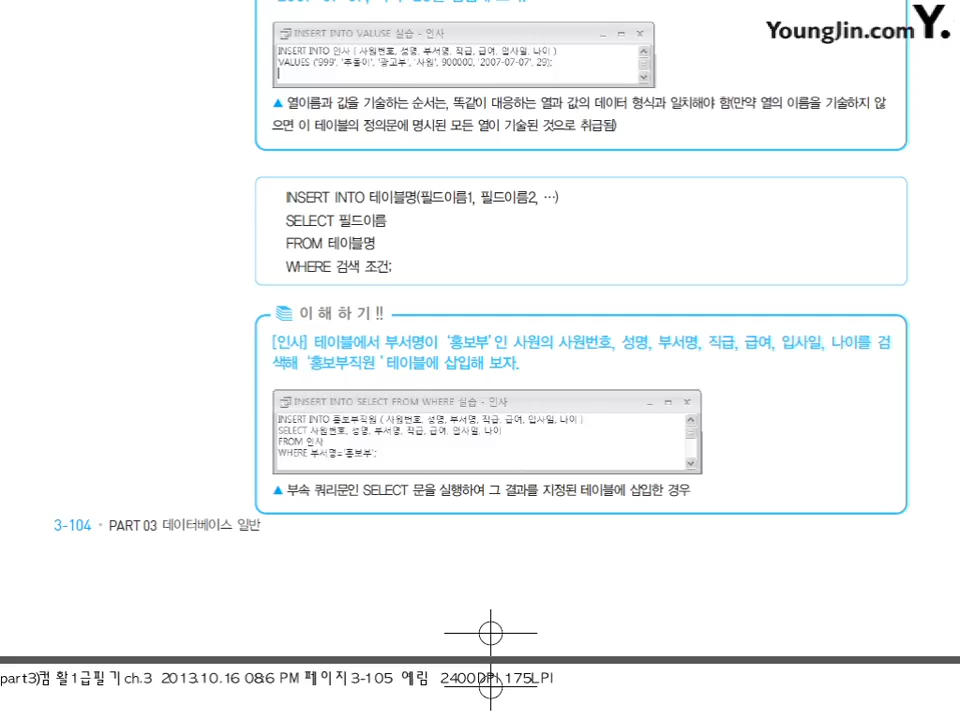 YoungJin.com Y.
INSERT INTO VALUSE 실습 - 인사
INSERT INTO 인사 ( 사원번호, 성명, 부서명, 직급, 급여, 입사일, 나이 )
VALUES ('999', '주돌이', '광고부', '사원', 900000, '2007-07-07', 29);
▲ 열이름과 값을 기술하는 순서는, 똑같이 대응하는 열과 값의 데이터 형식과 일치해야 함(만약 열의 이름을 기술하지 않
으면 이 테이블의 정의문에 명시된 모든 열이 기술된 것으로 취급됨)
INSERT INTO 테이블명(필드이름1, 필드이름2, …)
SELECT 필드이름
FROM 테이블명
WHERE 검색 조건;
이 해 하 기 !!
[인사] 테이블에서 부서명이 ‘홍보부’인 사원의 사원번호, 성명, 부서명, 직급, 급여, 입사일, 나이를 검
색해 ‘홍보부직원 ’ 테이블에 삽입해 보자.
INSERT INTO SELECT FROM WHERE 실습 - 인사
INSERT INTO 홍보부직원 ( 사원번호, 성명, 부서명, 직급, 급여, 입사일, 나이 )
SELECT 사원번호, 성명, 부서명, 직급, 급여, 입사일, 나이
FROM 인사
WHERE 부서명='홍보부';
▲ 부속 쿼리문인 SELECT 문을 실행하여 그 결과를 지정된 테이블에 삽입한 경우
3-104 • PART 03 데이터베이스 일반
part3)컴 활1급필 기ch.3 2013.10.16 08:6 PM 페이지3-105 예림 2400DPI 175LPI